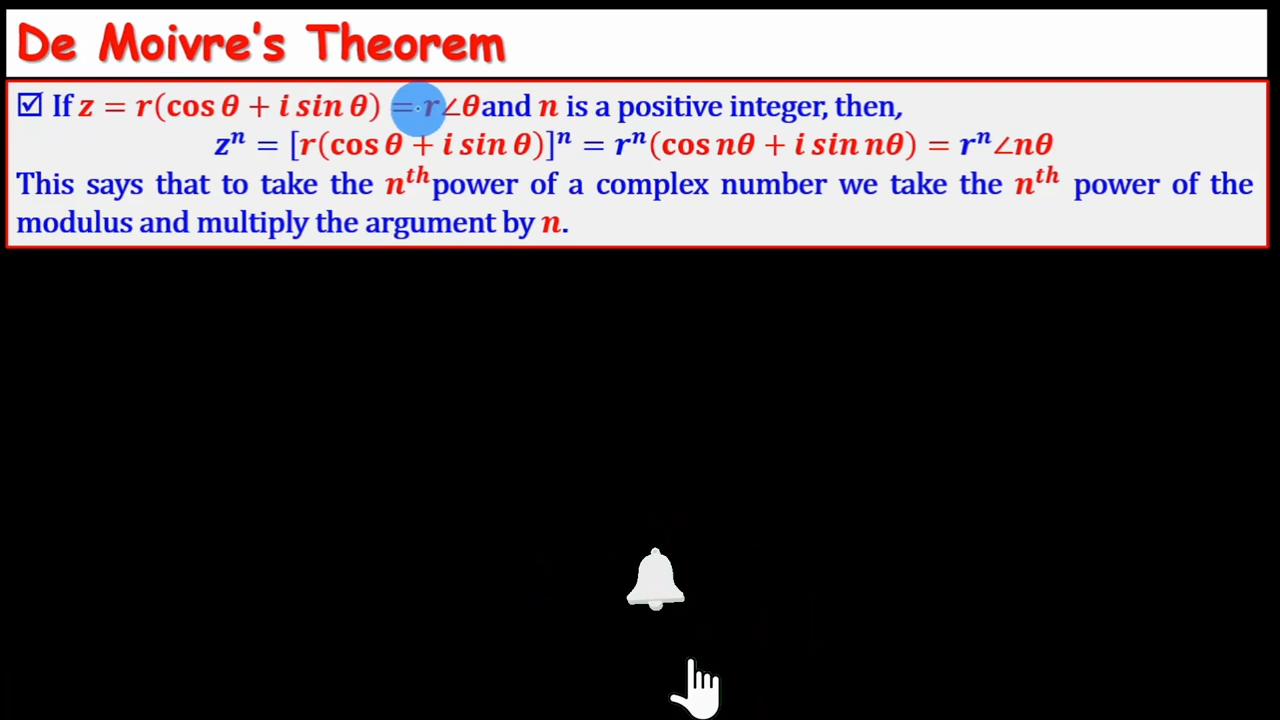 De Moivre's Theorem
☑ If z = r(cos θ + i sin θ) = r∠θ and n is a positive integer, then,
zⁿ = [r(cos θ + i sin θ)]ⁿ = rⁿ(cos nθ + i sin nθ) = rⁿ∠nθ
This says that to take the nᵗʰ power of a complex number we take the nᵗʰ power of the
modulus and multiply the argument by n.